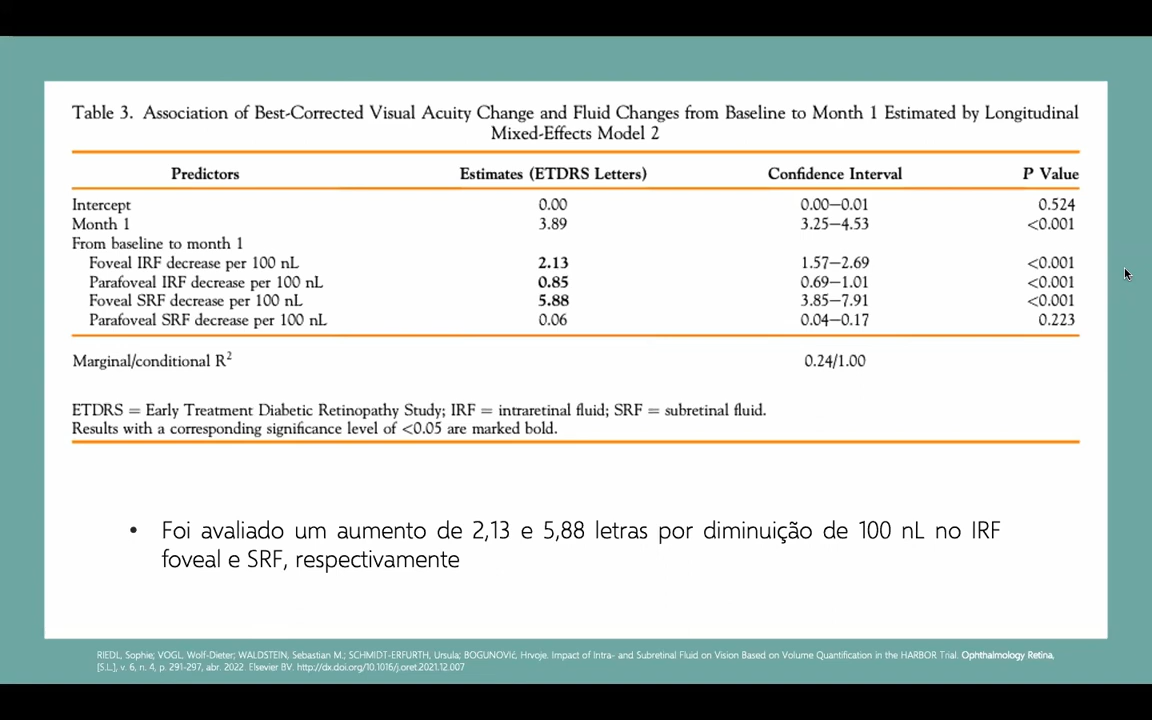 Table 3. Association of Best-Corrected Visual Acuity Change and Fluid Changes from Baseline to Month 1 Estimated by Longitudinal
Mixed-Effects Model 2
Predictors Estimates (ETDRS Letters) Confidence Interval P Value
Intercept 0.00 0.00–0.01 0.524
Month 1 3.89 3.25–4.53 <0.001
From baseline to month 1
Foveal IRF decrease per 100 nL 2.13 1.57–2.69 <0.001
Parafoveal IRF decrease per 100 nL 0.85 0.69–1.01 <0.001
Foveal SRF decrease per 100 nL 5.88 3.85–7.91 <0.001
Parafoveal SRF decrease per 100 nL 0.06 0.04–0.17 0.223
Marginal/conditional R² 0.24/1.00
ETDRS = Early Treatment Diabetic Retinopathy Study; IRF = intraretinal fluid; SRF = subretinal fluid.
Results with a corresponding significance level of <0.05 are marked bold.
• Foi avaliado um aumento de 2,13 e 5,88 letras por diminuição de 100 nL no IRF
foveal e SRF, respectivamente
RIEDL, Sophie; VOGL, Wolf-Dieter; WALDSTEIN, Sebastian M.; SCHMIDT-ERFURTH, Ursula; BOGUNOVIĆ, Hrvoje. Impact of Intra- and Subretinal Fluid on Vision Based on Volume Quantification in the HARBOR Trial. Ophthalmology Retina,
[S.L.], v. 6, n. 4, p. 291-297, abr. 2022. Elsevier BV. http://dx.doi.org/10.1016/j.oret.2021.12.007